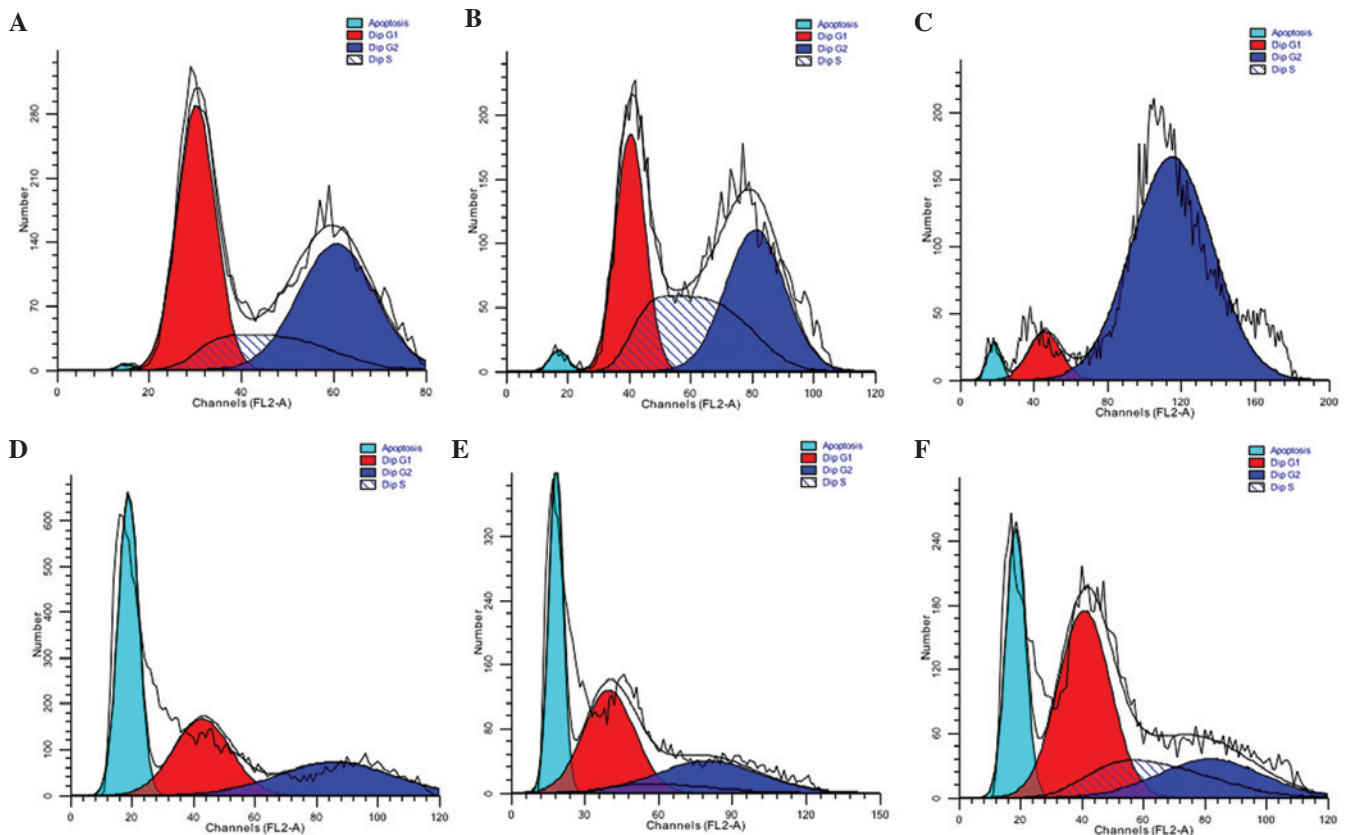 A
Apoptosis
Dip G1
Dip G2
Dip S
Number
280
210
140
70
0
0 20 40 60 80
Channels (FL2-A)
B
Apoptosis
Dip G1
Dip G2
Dip S
Number
200
150
100
50
0
0 20 40 60 80 100 120
Channels (FL2-A)
C
Apoptosis
Dip G1
Dip G2
Dip S
Number
200
150
100
50
0
0 40 80 120 160 200
Channels (FL2-A)
D
Apoptosis
Dip G1
Dip G2
Dip S
Number
600
500
400
300
200
100
0
0 20 40 60 80 100 120
Channels (FL2-A)
E
Apoptosis
Dip G1
Dip G2
Dip S
Number
320
240
160
80
0
0 30 60 90 120 150
Channels (FL2-A)
F
Apoptosis
Dip G1
Dip G2
Dip S
Number
240
180
120
60
0
0 20 40 60 80 100 120
Channels (FL2-A)